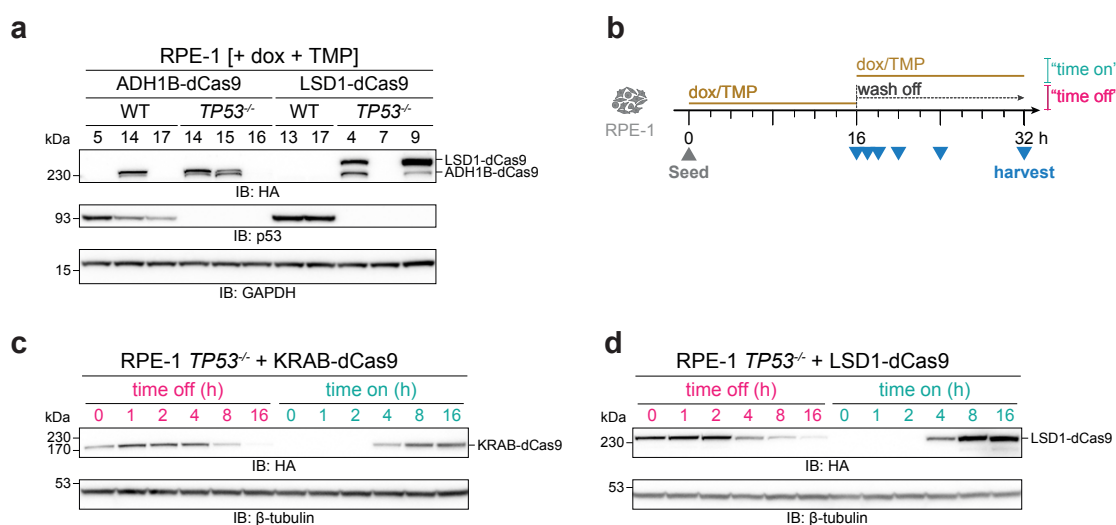 a
RPE-1 [+ dox + TMP]
ADH1B-dCas9 LSD1-dCas9
WT TP53-/- WT TP53-/-
kDa 5 14 17 14 15 16 13 17 4 7 9
230 LSD1-dCas9
ADH1B-dCas9
IB: HA
93
IB: p53
15
IB: GAPDH
b
dox/TMP "time on"
dox/TMP wash off "time off"
RPE-1
0 16 32 h
Seed harvest
c
RPE-1 TP53-/- + KRAB-dCas9
time off (h) time on (h)
kDa 0 1 2 4 8 16 0 1 2 4 8 16
230
170 KRAB-dCas9
IB: HA
53
IB: β-tubulin
d
RPE-1 TP53-/- + LSD1-dCas9
time off (h) time on (h)
kDa 0 1 2 4 8 16 0 1 2 4 8 16
230 LSD1-dCas9
IB: HA
53
IB: β-tubulin